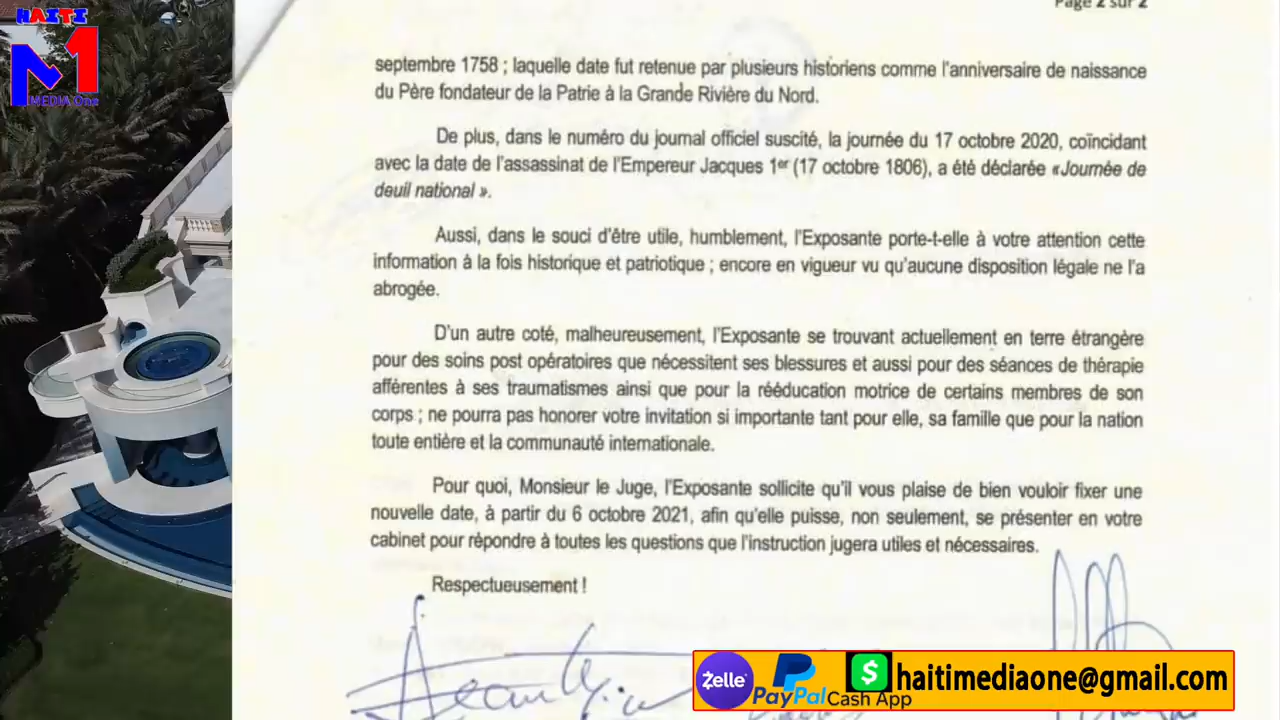 HAITI
M1
MEDIA One
Page 2 sur 2
septembre 1758 ; laquelle date fut retenue par plusieurs historiens comme l'anniversaire de naissance
du Père fondateur de la Patrie à la Grande Rivière du Nord.
De plus, dans le numéro du journal officiel suscité, la journée du 17 octobre 2020, coïncidant
avec la date de l'assassinat de l'Empereur Jacques 1er (17 octobre 1806), a été déclarée «Journée de
deuil national ».
Aussi, dans le souci d'être utile, humblement, l'Exposante porte-t-elle à votre attention cette
information à la fois historique et patriotique ; encore en vigueur vu qu'aucune disposition légale ne l'a
abrogée.
D'un autre coté, malheureusement, l'Exposante se trouvant actuellement en terre étrangère
pour des soins post opératoires que nécessitent ses blessures et aussi pour des séances de thérapie
afférentes à ses traumatismes ainsi que pour la rééducation motrice de certains membres de son
corps ; ne pourra pas honorer votre invitation si importante tant pour elle, sa famille que pour la nation
toute entière et la communauté internationale.
Pour quoi, Monsieur le Juge, l'Exposante sollicite qu'il vous plaise de bien vouloir fixer une
nouvelle date, à partir du 6 octobre 2021, afin qu'elle puisse, non seulement, se présenter en votre
cabinet pour répondre à toutes les questions que l'instruction jugera utiles et nécessaires.
Respectueusement !
Zelle
PayPal
$
Cash App
haitimediaone@gmail.com